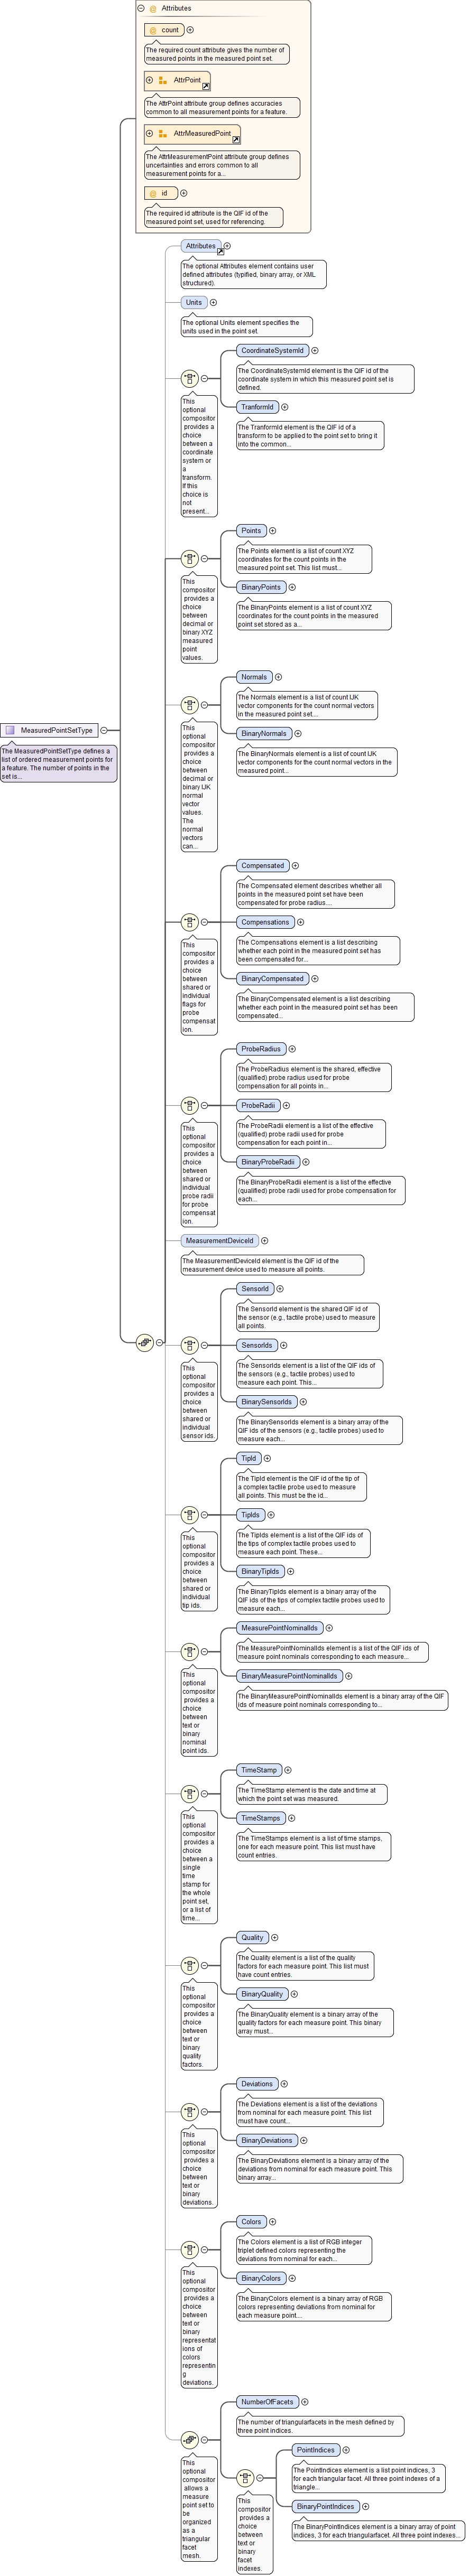 Attributes
count
The required count attribute gives the number of
measured points in the measured point set.
AttrPoint
The AttrPoint attribute group defines accuracies
common to all measurement points for a feature.
AttrMeasuredPoint
The AttrMeasurementPoint attribute group defines
uncertainties and errors common to all
measurement points for a...
id
The required id attribute is the QIF id of the
measured point set, used for referencing.
Attributes
The optional Attributes element contains user
defined attributes (typified, binary array, or XML
structured).
Units
The optional Units element specifies the
units used in the point set.
CoordinateSystemId
The CoordinateSystemId element is the QIF id of the
coordinate system in which this measured point set is
defined.
TranformId
The TranformId element is the QIF id of a
transform to be applied to the point set to bring it
into the common...
This
optional
compositor
provides a
choice
between a
coordinate
system or
a
transform.
If this
choice is
not
present...
Points
The Points element is a list of count XYZ
coordinates for the count points in the
measured point set. This list must...
BinaryPoints
The BinaryPoints element is a list of count XYZ
coordinates for the count points in the measured
point set stored as a...
This
compositor
provides a
choice
between
decimal or
binary XYZ
measured
point
values.
Normals
The Normals element is a list of count IJK
vector components for the count normal vectors
in the measured point set....
BinaryNormals
The BinaryNormals element is a list of count IJK
vector components for the count normal vectors in the
measured point...
This
optional
compositor
provides a
choice
between
decimal or
binary IJK
normal
vector
values.
The
normal
vectors
can...
MeasuredPointSetType
The MeasuredPointSetType defines a
list of ordered measurement points for
a feature. The number of points in the
set is...
Compensated
The Compensated element describes whether all
points in the measured point set have been
compensated for probe radius....
Compensations
The Compensations element is a list describing
whether each point in the measured point set has
been compensated for...
BinaryCompensated
The BinaryCompensated element is a list describing
whether each point in the measured point set has been
compensated...
This
compositor
provides a
choice
between
shared or
individual
flags for
probe
compensat
ion.
ProbeRadius
The ProbeRadius element is the shared, effective
(qualified) probe radius used for probe
compensation for all points in...
ProbeRadii
The ProbeRadii element is a list of the effective
(qualified) probe radii used for probe
compensation for each point in...
BinaryProbeRadii
The BinaryProbeRadii element is a list of the effective
(qualified) probe radii used for probe compensation for
each...
This
optional
compositor
provides a
choice
between
shared or
individual
probe radii
for probe
compensat
ion.
MeasurementDeviceId
The MeasurementDeviceId element is the QIF id of the
measurement device used to measure all points.
SensorId
The SensorId element is the shared QIF id of
the sensor (e.g., tactile probe) used to measure
all points.
SensorIds
The SensorIds element is a list of the QIF ids of
the sensors (e.g., tactile probes) used to
measure each point. This...
BinarySensorIds
The BinarySensorIds element is a binary array of the
QIF ids of the sensors (e.g., tactile probes) used to
measure each...
This
optional
compositor
provides a
choice
between
shared or
individual
sensor ids.
TipId
The TipId element is the QIF id of the tip of
a complex tactile probe used to measure
all points. This must be the id...
TipIds
The TipIds element is a list of the QIF ids of
the tips of complex tactile probes used to
measure each point. These...
BinaryTipIds
The BinaryTipIds element is a binary array of the
QIF ids of the tips of complex tactile probes used to
measure each...
This
optional
compositor
provides a
choice
between
shared or
individual
tip ids.
MeasurePointNominalIds
The MeasurePointNominalIds element is a list of the QIF ids of
measure point nominals corresponding to each measure...
BinaryMeasurePointNominalIds
The BinaryMeasurePointNominalIds element is a binary array of the QIF
ids of measure point nominals corresponding to...
This
optional
compositor
provides a
choice
between
text or
binary
nominal
point ids.
TimeStamp
The TimeStamp element is the date and time at
which the point set was measured.
TimeStamps
The TimeStamps element is a list of time stamps,
one for each measure point. This list must have
count entries.
This
optional
compositor
provides a
choice
between a
single
time
stamp for
the whole
point set,
or a list of
time...
Quality
The Quality element is a list of the quality
factors for each measure point. This list must
have count entries.
BinaryQuality
The BinaryQuality element is a binary array of the
quality factors for each measure point. This binary
array must...
This
optional
compositor
provides a
choice
between
text or
binary
quality
factors.
Deviations
The Deviations element is a list of the deviations
from nominal for each measure point. This list
must have count...
BinaryDeviations
The BinaryDeviations element is a binary array of the
deviations from nominal for each measure point. This
binary array...
This
optional
compositor
provides a
choice
between
text or
binary
deviations.
Colors
The Colors element is a list of RGB integer
triplet defined colors representing the
deviations from nominal for each...
BinaryColors
The BinaryColors element is a binary array of RGB
colors representing deviations from nominal for
each measure point....
This
optional
compositor
provides a
choice
between
text or
binary
representat
ions of
colors
representin
g
deviations.
NumberOfFacets
The number of triangularfacets in the mesh defined by
three point indices.
PointIndices
The PointIndices element is a list point indices, 3
for each triangular facet. All three point indexes of a
triangle...
BinaryPointIndices
The BinaryPointIndices element is a binary array of point
indices, 3 for each triangularfacet. All three point indexes...
This
compositor
provides a
choice
between
text or
binary
facet
indexes.
This
optional
compositor
allows a
measure
point set to
be
organized
as a
triangular
facet
mesh.